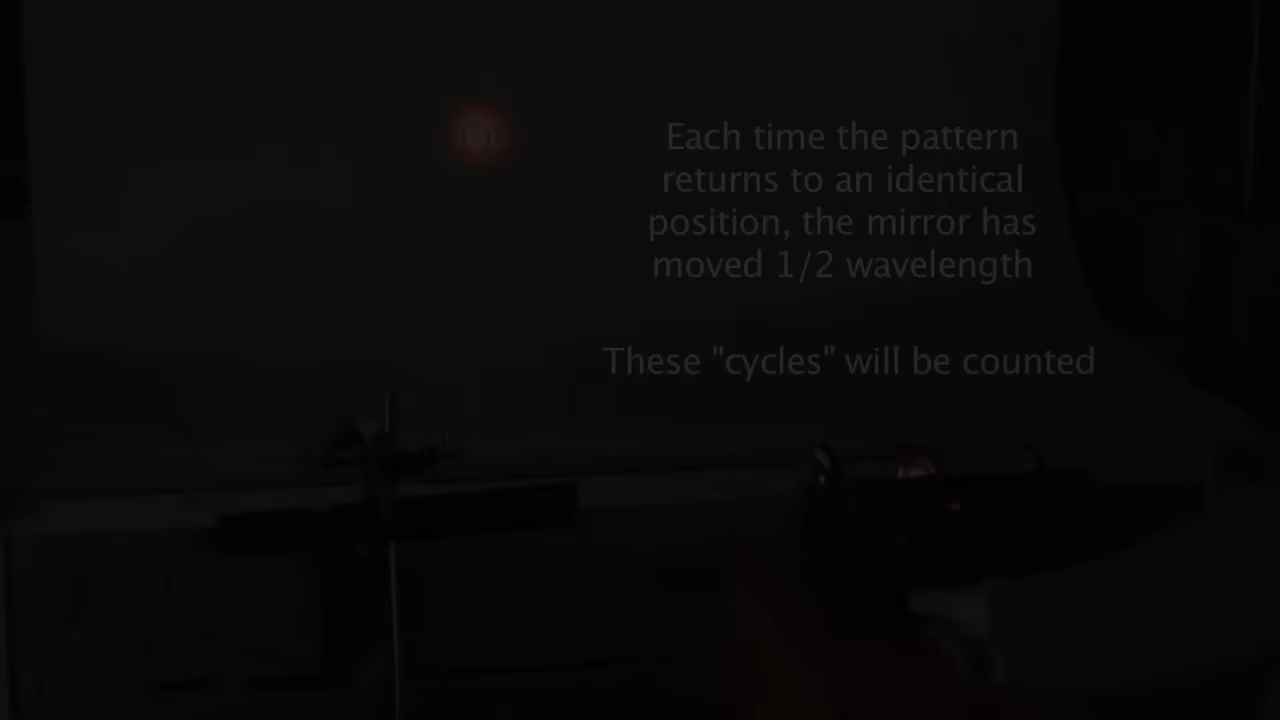 Each time the pattern
returns to an identical
position, the mirror has
moved 1/2 wavelength
These "cycles" will be counted